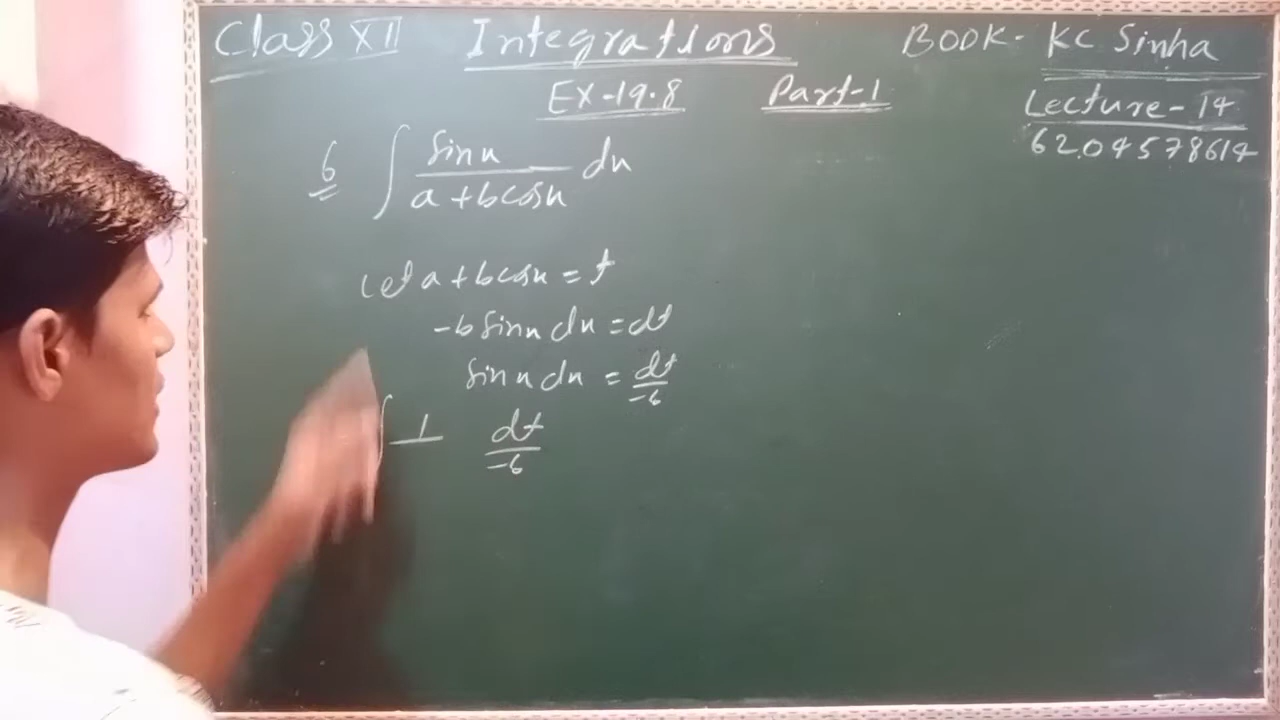 Class XII Integrations BOOK- KC Sinha
EX-19.8 Part-1 Lecture-14
6204578614
6 ∫ sinx / a+bcosx dx
Let a+bcosx = t
-b sinx dx = dt
sinx dx = dt/-b
∫ 1/ dt/-b